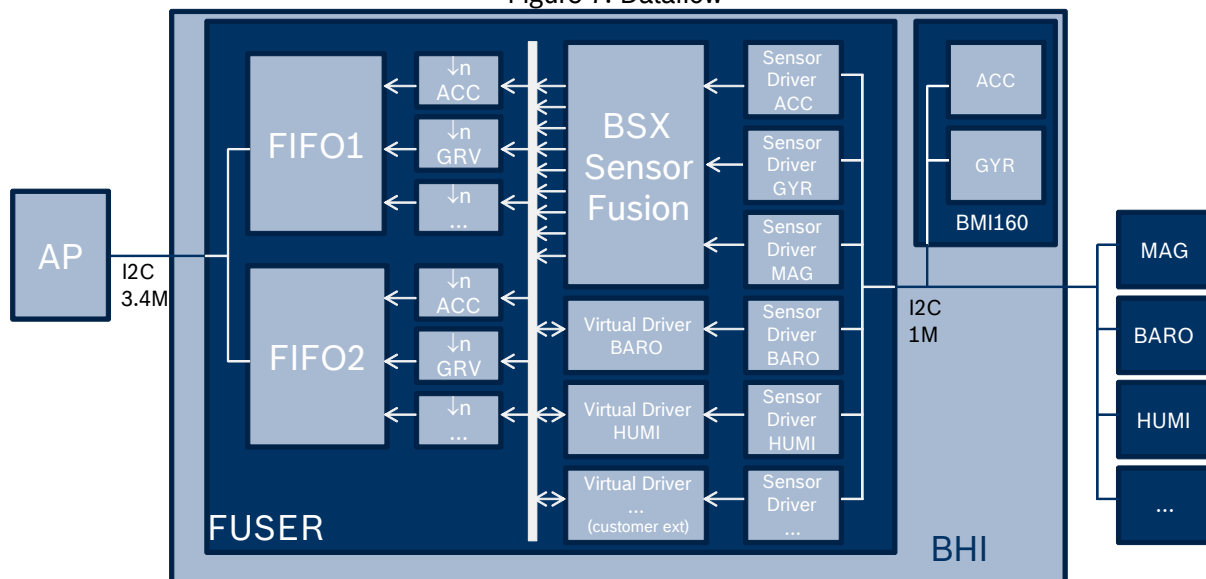 Figure 7: Dataflow
AP
I2C
3.4M
FIFO1
↓n
ACC
↓n
GRV
↓n
...
FIFO2
↓n
ACC
↓n
GRV
↓n
...
BSX
Sensor
Fusion
Virtual Driver
BARO
Virtual Driver
HUMI
Virtual Driver
...
(customer ext)
Sensor
Driver
ACC
Sensor
Driver
GYR
Sensor
Driver
MAG
Sensor
Driver
BARO
Sensor
Driver
HUMI
Sensor
Driver
...
FUSER
ACC
GYR
BMI160
I2C
1M
BHI
MAG
BARO
HUMI
...